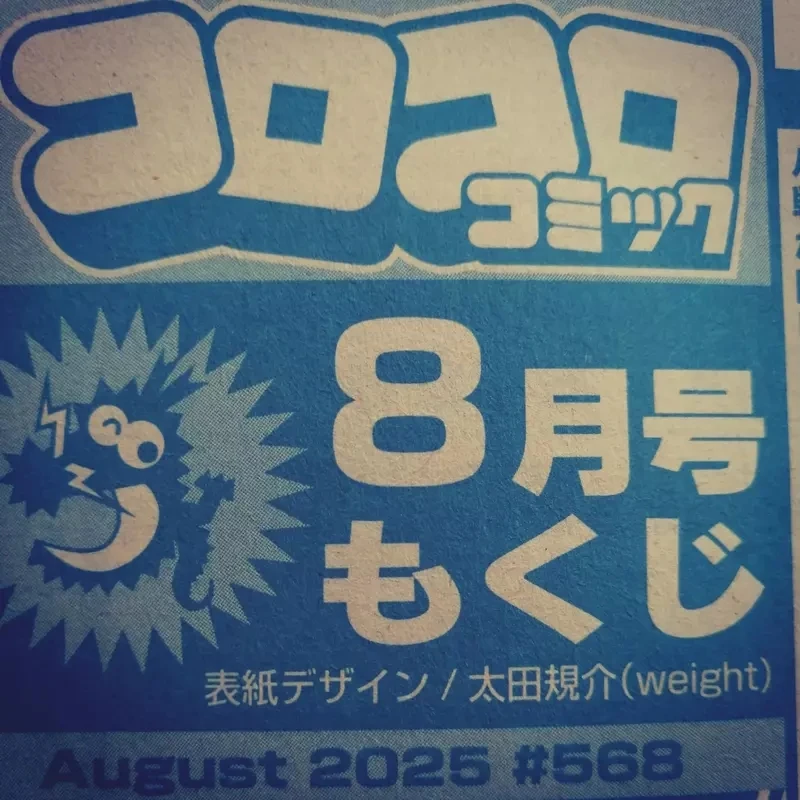 コロコロ
コミック
8月号
もくじ
表紙デザイン / 太田規介(weight)
August 2025 #568